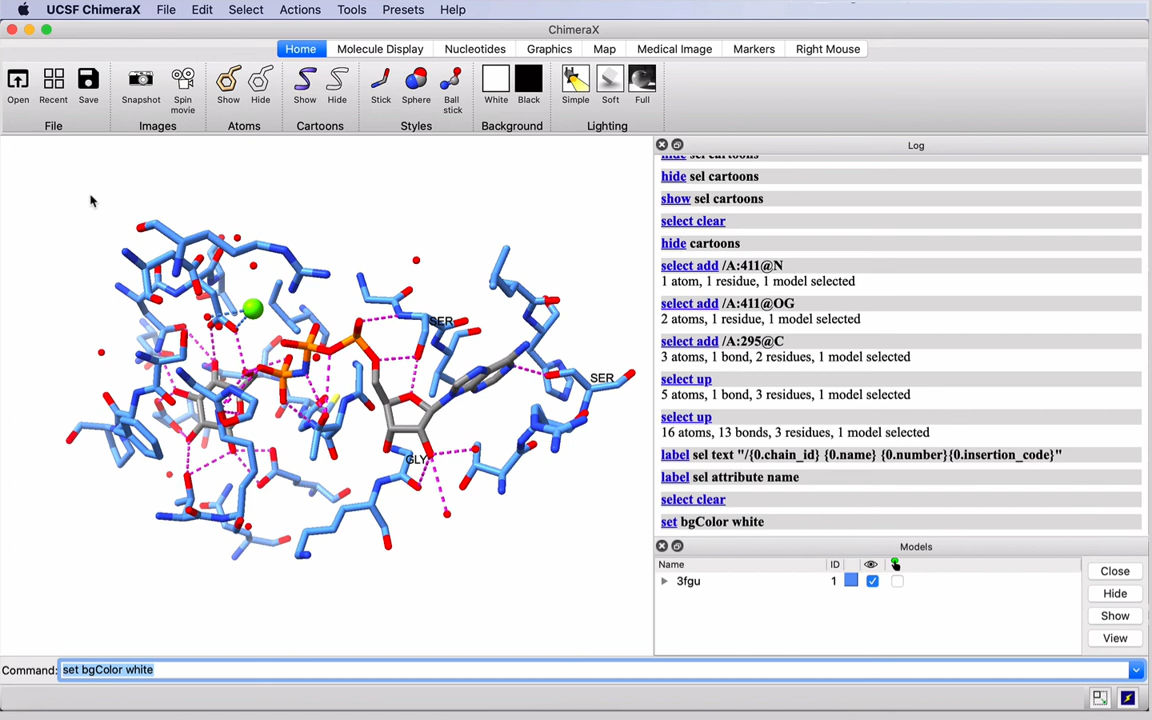 UCSF ChimeraX File Edit Select Actions Tools Presets Help
ChimeraX
Home Molecule Display Nucleotides Graphics Map Medical Image Markers Right Mouse
Open Recent Save Snapshot Spin movie Show Hide Show Hide Stick Sphere Ball stick White Black Simple Soft Full
File Images Atoms Cartoons Styles Background Lighting
Log
hide sel cartoons
hide sel cartoons
show sel cartoons
select clear
hide cartoons
select add /A:411@N
1 atom, 1 residue, 1 model selected
select add /A:411@OG
2 atoms, 1 residue, 1 model selected
select add /A:295@C
3 atoms, 1 bond, 2 residues, 1 model selected
select up
5 atoms, 1 bond, 3 residues, 1 model selected
select up
16 atoms, 13 bonds, 3 residues, 1 model selected
label sel text "/{0.chain_id} {0.name} {0.number}{0.insertion_code}"
label sel attribute name
select clear
set bgColor white
SER
SER
GLY
Models
Name ID
3fgu 1
Close
Hide
Show
View
Command: set bgColor white